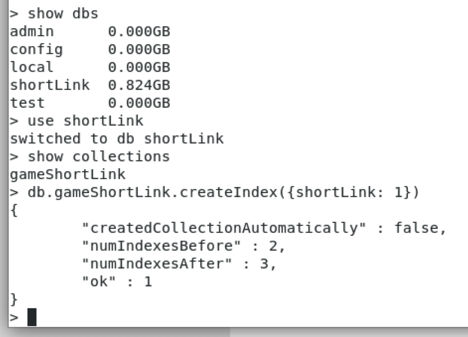 > show dbs
admin      0.000GB
config     0.000GB
local      0.000GB
shortLink  0.824GB
test       0.000GB
> use shortLink
switched to db shortLink
> show collections
gameShortLink
> db.gameShortLink.createIndex({shortLink: 1})
{
        "createdCollectionAutomatically" : false,
        "numIndexesBefore" : 2,
        "numIndexesAfter" : 3,
        "ok" : 1
}
>